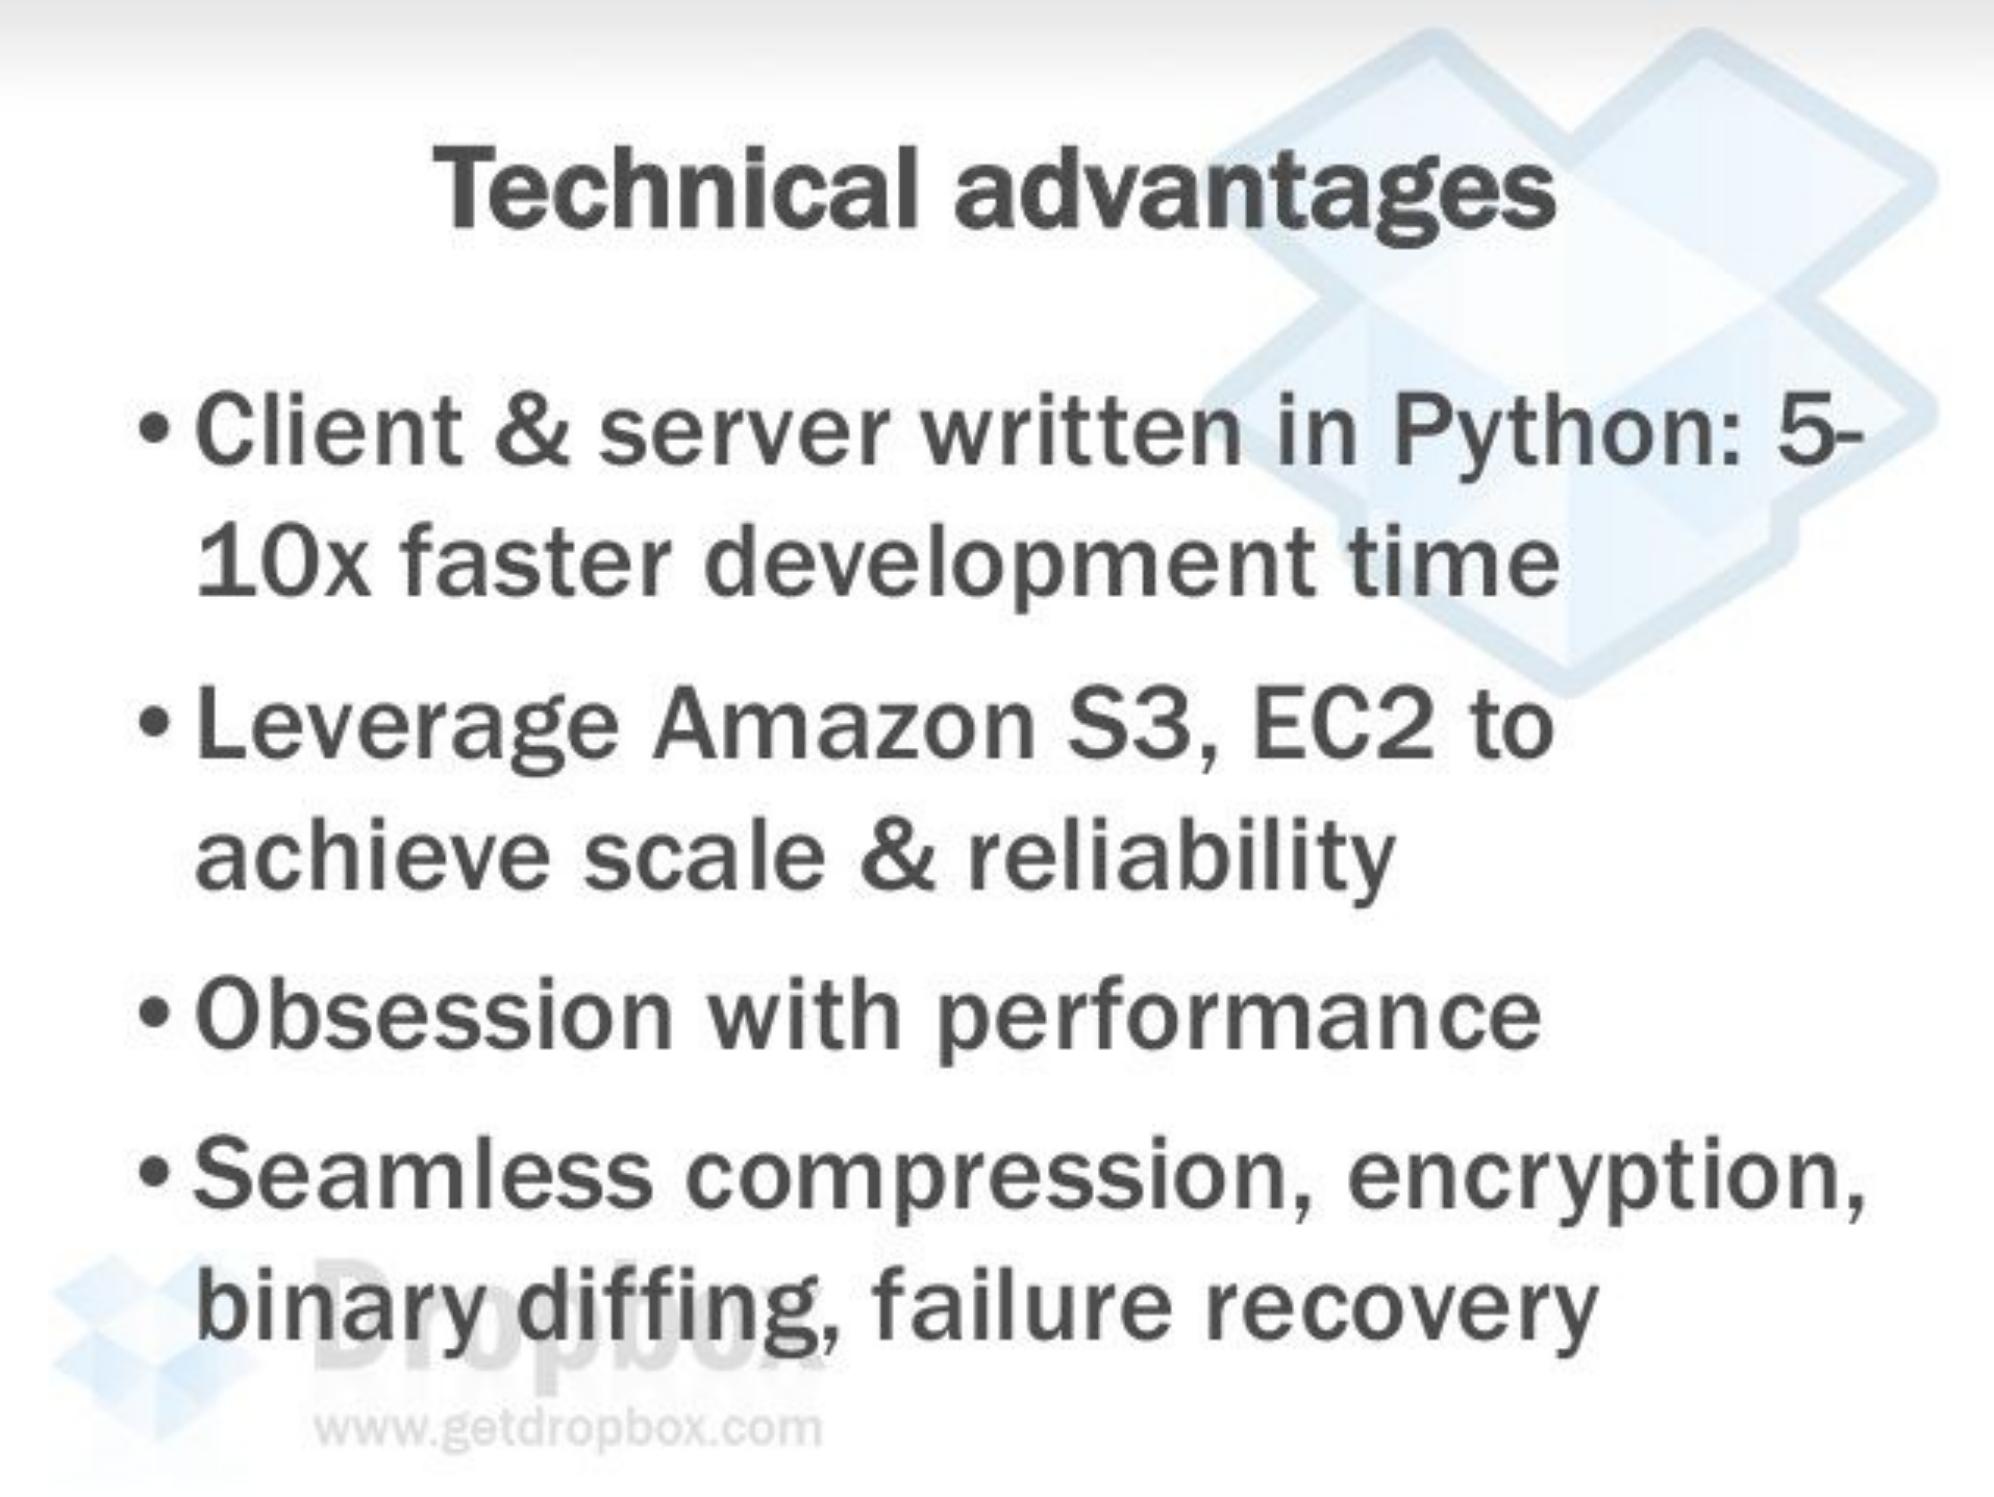 Technical advantages
• Client & server written in Python: 5-
10x faster development time
• Leverage Amazon S3, EC2 to
achieve scale & reliability
• Obsession with performance
• Seamless compression, encryption,
binary diffing, failure recovery
Dropbox
www.getdropbox.com